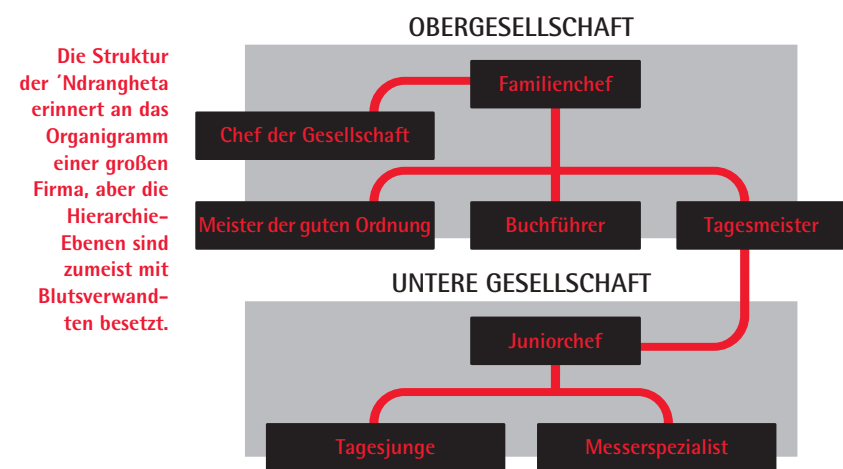 Die Struktur
der ´Ndrangheta
erinnert an das
Organigramm
einer großen
Firma, aber die
Hierarchie-
Ebenen sind
zumeist mit
Blutsverwand-
ten besetzt.
OBERGESELLSCHAFT
Familienchef
Chef der Gesellschaft
Meister der guten Ordnung
Buchführer
Tagesmeister
UNTERE GESELLSCHAFT
Juniorchef
Tagesjunge
Messerspezialist